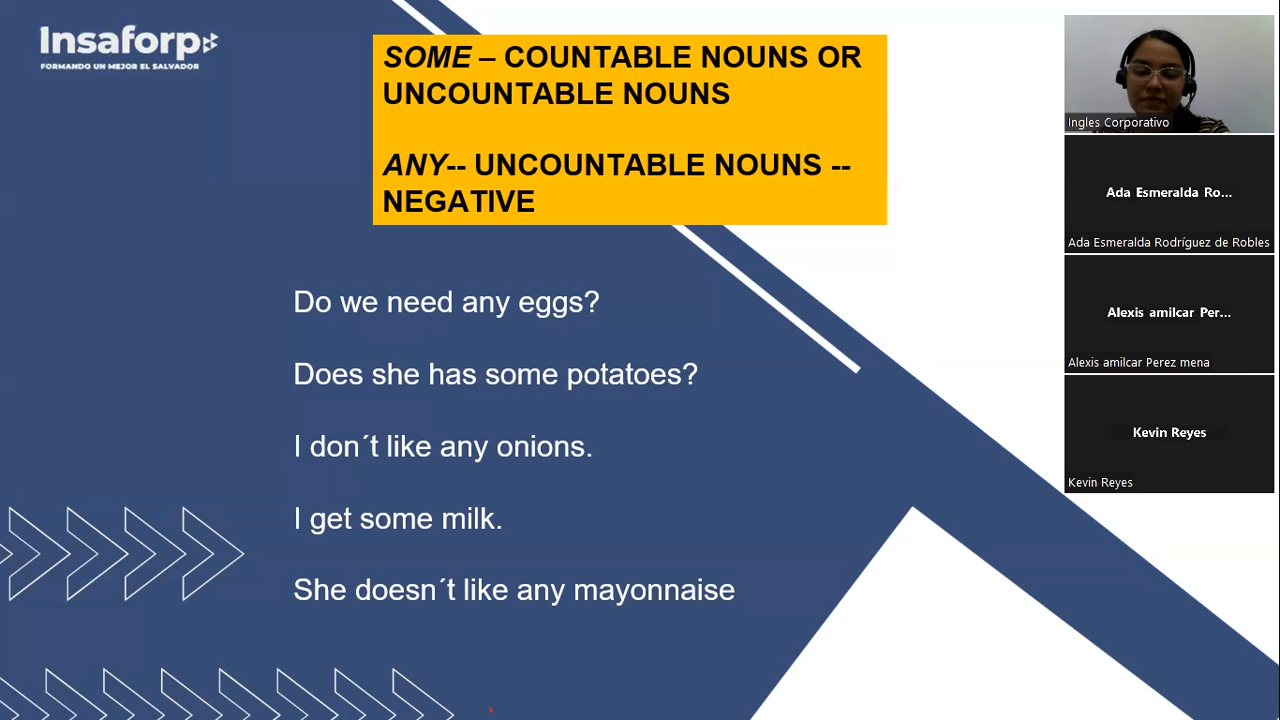 Insaforp
FORMANDO UN MEJOR EL SALVADOR
SOME – COUNTABLE NOUNS OR
UNCOUNTABLE NOUNS
ANY-- UNCOUNTABLE NOUNS --
NEGATIVE
Do we need any eggs?
Does she has some potatoes?
I don´t like any onions.
I get some milk.
She doesn´t like any mayonnaise
Ingles Corporativo
Ada Esmeralda Ro...
Ada Esmeralda Rodríguez de Robles
Alexis amilcar Per...
Alexis amilcar Perez mena
Kevin Reyes
Kevin Reyes